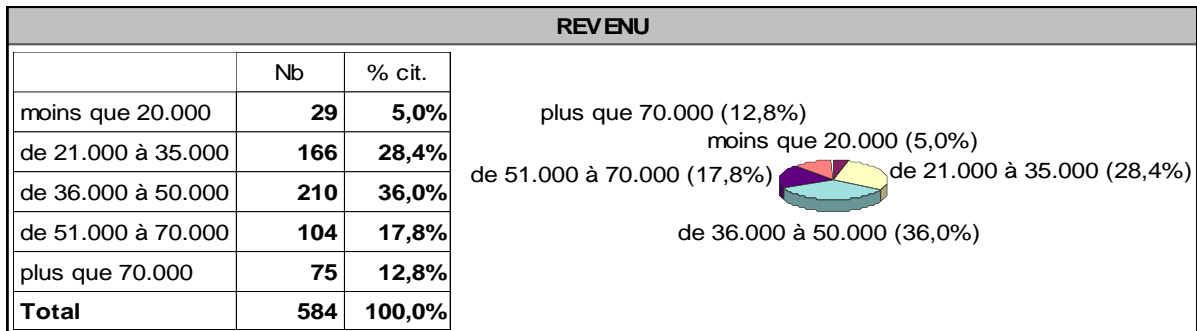 REVENU
Nb % cit.
moins que 20.000 29 5,0%
de 21.000 à 35.000 166 28,4%
de 36.000 à 50.000 210 36,0%
de 51.000 à 70.000 104 17,8%
plus que 70.000 75 12,8%
Total 584 100,0%
plus que 70.000 (12,8%)
moins que 20.000 (5,0%)
de 51.000 à 70.000 (17,8%)
de 21.000 à 35.000 (28,4%)
de 36.000 à 50.000 (36,0%)